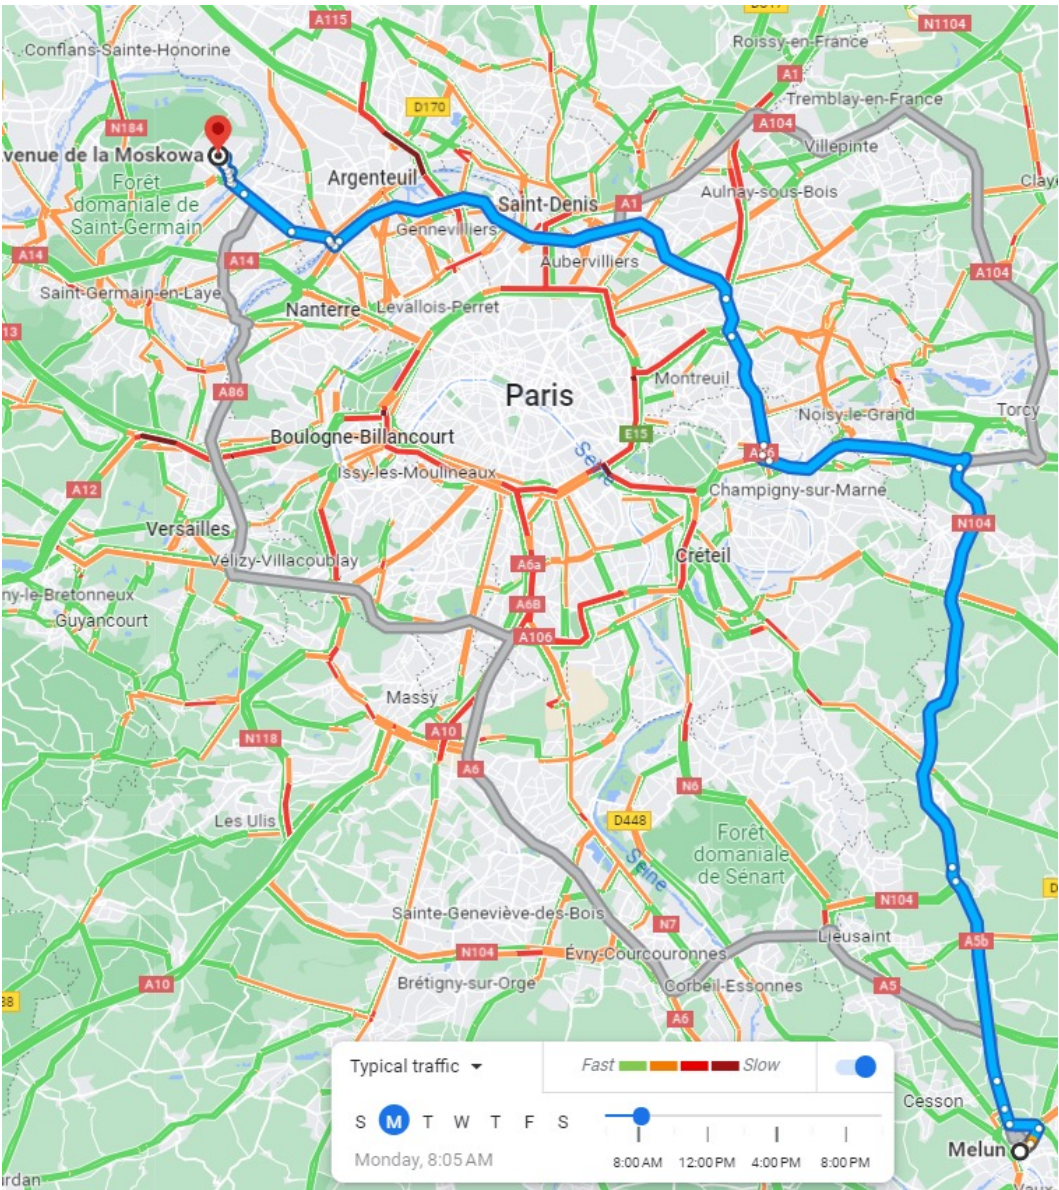 A115
N1104
Conflans-Sainte-Honorine
Roissy-en-France
A1
D170
Tremblay-en-France
N184
A104
Villepinte
venue de la Moskowa
Forêt
domaniale de
Saint-Germain
Argenteuil
Aulnay-sous-Bois
Saint-Denis
A1
Gennevilliers
A14
A14
Aubervilliers
A104
Saint-Germain-en-Laye
Nanterre
Levallois-Perret
13
Montreuil
Paris
A86
Noisy-le-Grand
Torcy
Boulogne-Billancourt
E15
Seine
Issy-les-Moulineaux
A12
Champigny-sur-Marne
Versailles
N104
Vélizy-Villacoublay
A6a
Créteil
ny-le-Bretonneux
A6B
Guyancourt
A106
Massy
A10
N118
A6
N6
Les Ulis
D448
Forêt
domaniale
de Sénart
Seine
N104
Sainte-Geneviève-des-Bois
N7
Lieusaint
A5b
N104
Évry-Courcouronnes
A10
Brétigny-sur-Orge
Corbeil-Essonnes
A5
A6
Typical traffic
Fast
Slow
Cesson
S M T W T F S
Monday, 8:05 AM
8:00 AM 12:00 PM 4:00 PM 8:00 PM
Melun